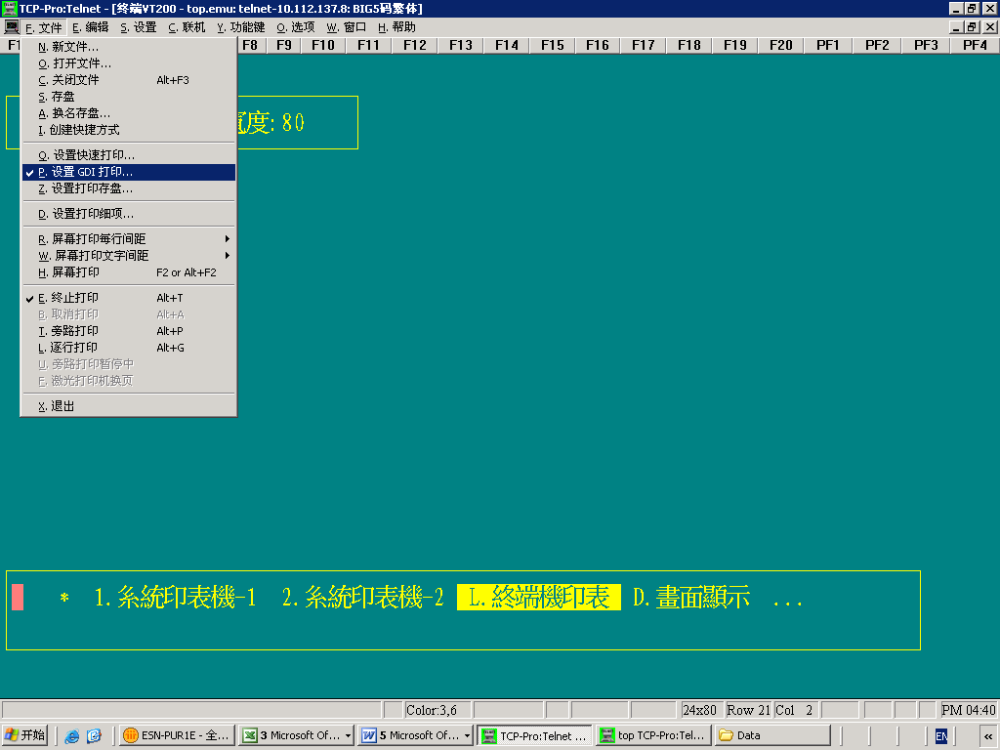 TCP-Pro:Telnet - [终端VT200 - top.emu: telnet-10.112.137.8: BIG5码繁体]
F. 文件 E. 编辑 S. 设置 C. 联机 Y. 功能键 O. 选项 W. 窗口 H. 帮助
F8 F9 F10 F11 F12 F13 F14 F15 F16 F17 F18 F19 F20 PF1 PF2 PF3 PF4
N. 新文件...
O. 打开文件...
C. 关闭文件 Alt+F3
S. 存盘
A. 换名存盘...
I. 创建快捷方式
Q. 设置快速打印...
P. 设置 GDI 打印...
Z. 设置打印存盘...
D. 设置打印细项...
R. 屏幕打印每行间距
W. 屏幕打印文字间距
H. 屏幕打印 F2 or Alt+F2
E. 终止打印 Alt+T
B. 取消打印 Alt+A
T. 旁路打印 Alt+P
L. 逐行打印 Alt+G
U. 旁路打印暂停中
F. 激光打印机换页
X. 退出
度: 80
* 1.系統印表機-1 2.系統印表機-2 L.終端機印表 D.畫面顯示 ...
Color:3,6 24x80 Row 21 Col 2 PM 04:40
开始 ESN-PUR1E - 全... 3 Microsoft Of... 5 Microsoft Of... TCP-Pro:Telnet ... top TCP-Pro:Tel... Data EN «